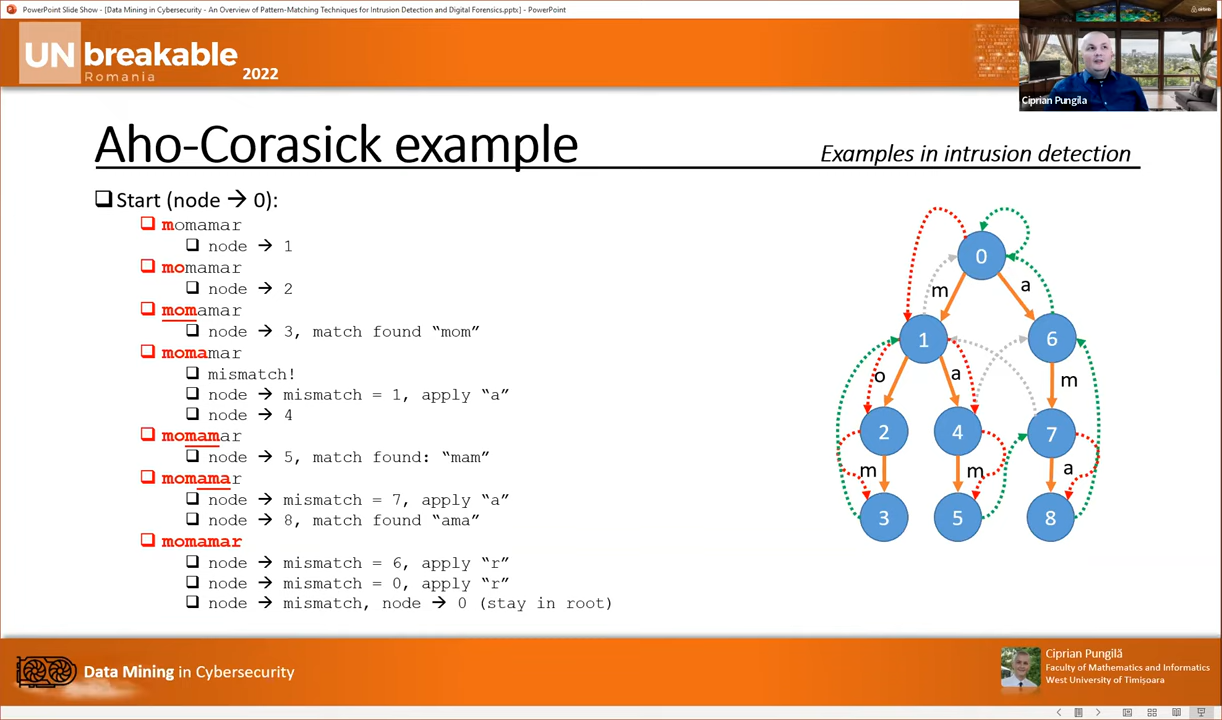 PowerPoint Slide Show - [Data Mining in Cybersecurity - An Overview of Pattern-Matching Techniques for Intrusion Detection and Digital Forensics.pptx] - PowerPoint
UNbreakable
Romania
2022
Ciprian Pungila
Aho-Corasick example
Examples in intrusion detection
Start (node → 0):
momamar
node → 1
momamar
node → 2
momamar
node → 3, match found “mom”
momamar
mismatch!
node → mismatch = 1, apply “a”
node → 4
momamar
node → 5, match found: “mam”
momamar
node → mismatch = 7, apply “a”
node → 8, match found “ama”
momamar
node → mismatch = 6, apply “r”
node → mismatch = 0, apply “r”
node → mismatch, node → 0 (stay in root)
0
m
a
1
6
o
a
m
2
4
7
m
m
a
3
5
8
Data Mining in Cybersecurity
Ciprian Pungilă
Faculty of Mathematics and Informatics
West University of Timișoara